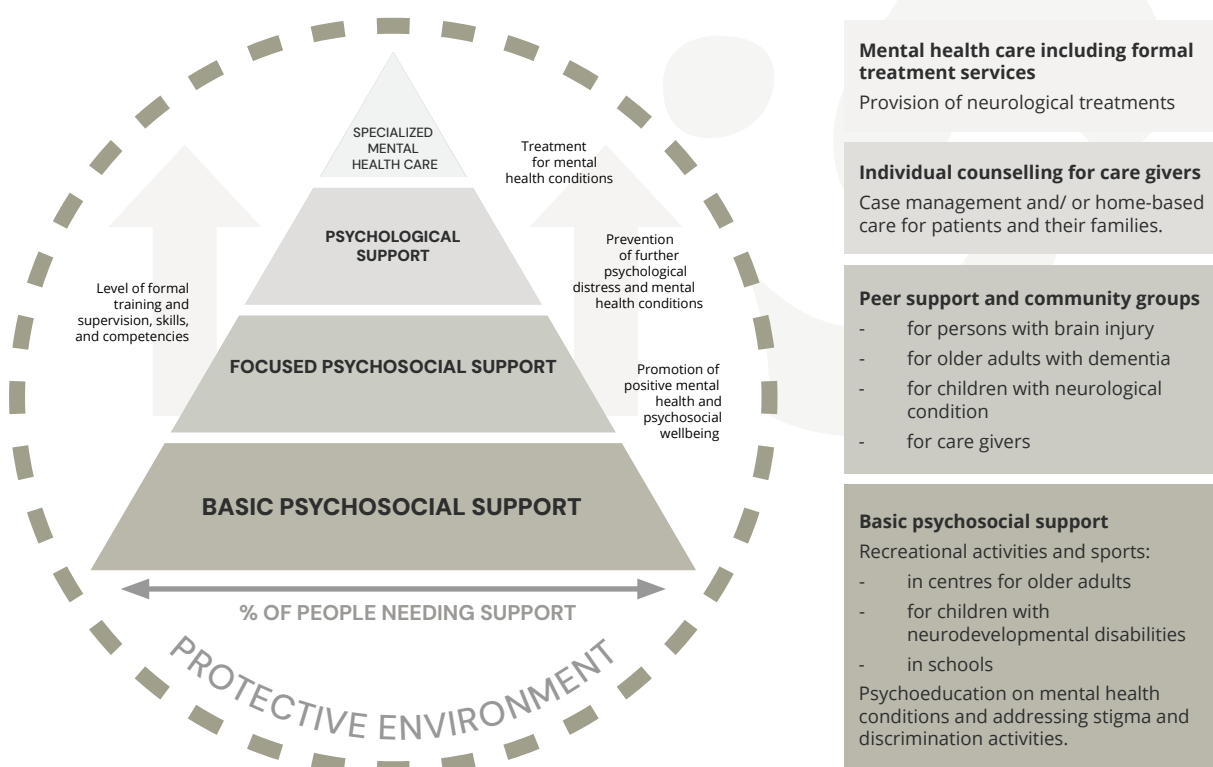 SPECIALIZED
MENTAL
HEALTH CARE
Treatment
for mental
health conditions
PSYCHOLOGICAL
SUPPORT
Prevention
of further
psychological
distress and mental
health conditions
Level of formal
training and
supervision, skills,
and competencies
FOCUSED PSYCHOSOCIAL SUPPORT
Promotion of
positive mental
health and
psychosocial
wellbeing
BASIC PSYCHOSOCIAL SUPPORT
% OF PEOPLE NEEDING SUPPORT
PROTECTIVE ENVIRONMENT
Mental health care including formal
treatment services
Provision of neurological treatments
Individual counselling for care givers
Case management and/ or home-based
care for patients and their families.
Peer support and community groups
- for persons with brain injury
- for older adults with dementia
- for children with neurological
condition
- for care givers
Basic psychosocial support
Recreational activities and sports:
- in centres for older adults
- for children with
neurodevelopmental disabilities
- in schools
Psychoeducation on mental health
conditions and addressing stigma and
discrimination activities.